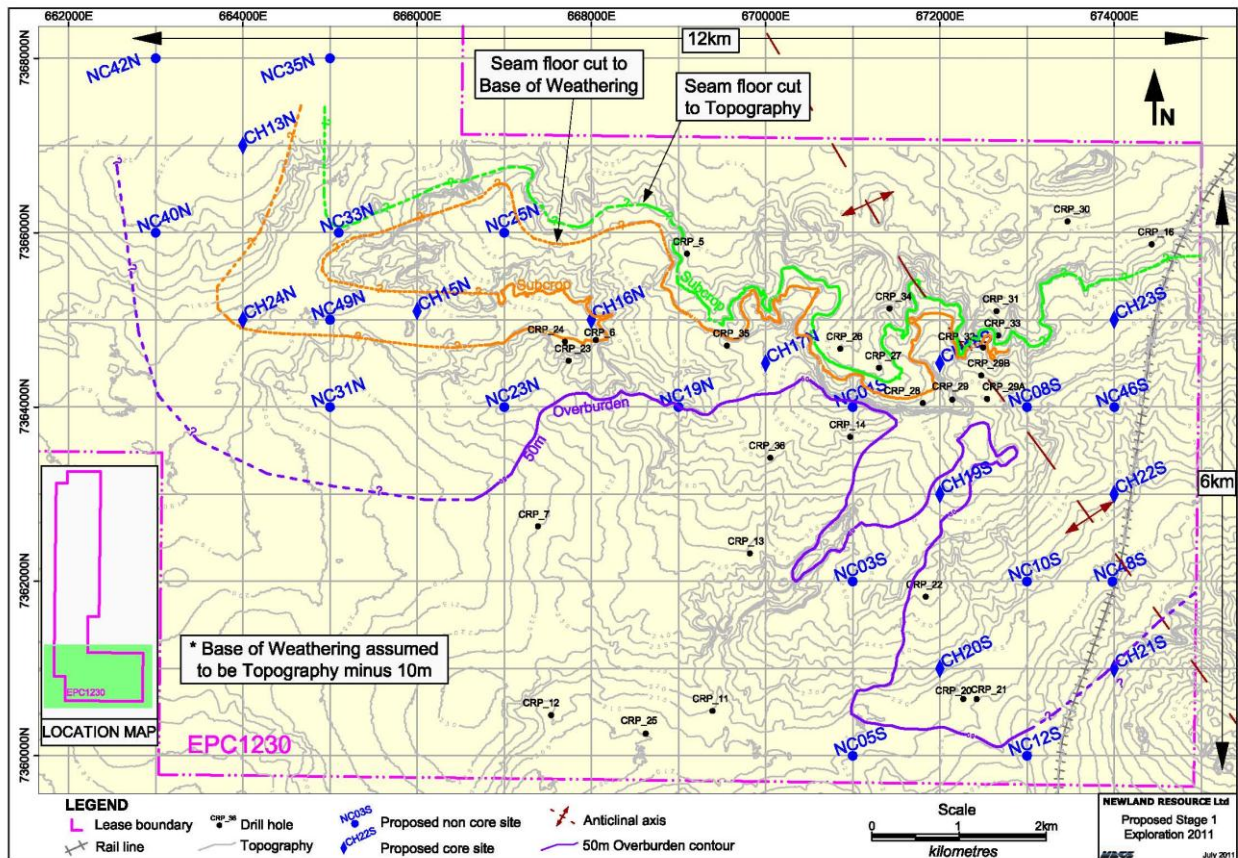 662000E 664000E 666000E 668000E 670000E 672000E 674000E
12km
7368000N
NC42N
NC35N
Seam floor cut to
Base of Weathering
Seam floor cut
to Topography
N
CH13N
7366000N
NC40N
NC33N
NC25N
CRP_5
CRP_30
CRP_16
Subcrop
Subcrop
CH24N
NC49N
CH15N
CH16N
CRP_24
CRP_6
CRP_23
CRP_35
CH17N
CRP_26
CRP_34
CRP_27
CRP_31
CRP_33
CRP_32
CRP_29B
CRP_29A
CRP_28
CRP_29
CH23S
7364000N
NC31N
NC23N
Overburden
50m
NC19N
NC01S
NC08S
NC46S
CRP_14
CRP_36
CH19S
CH22S
6km
CRP_7
CRP_13
7362000N
NC03S
NC10S
NC48S
CRP_22
* Base of Weathering assumed
to be Topography minus 10m
CH20S
CH21S
CRP_20
CRP_21
CRP_12
CRP_11
CRP_25
EPC1230
LOCATION MAP
EPC1230
7360000N
NC05S
NC12S
LEGEND
Lease boundary
CRP_36
Drill hole
NC03S
Proposed non core site
Anticlinal axis
Rail line
Topography
CH22S
Proposed core site
50m Overburden contour
Scale
0 1 2km
kilometres
NEWLAND RESOURCE Ltd
Proposed Stage 1
Exploration 2011
July 2011